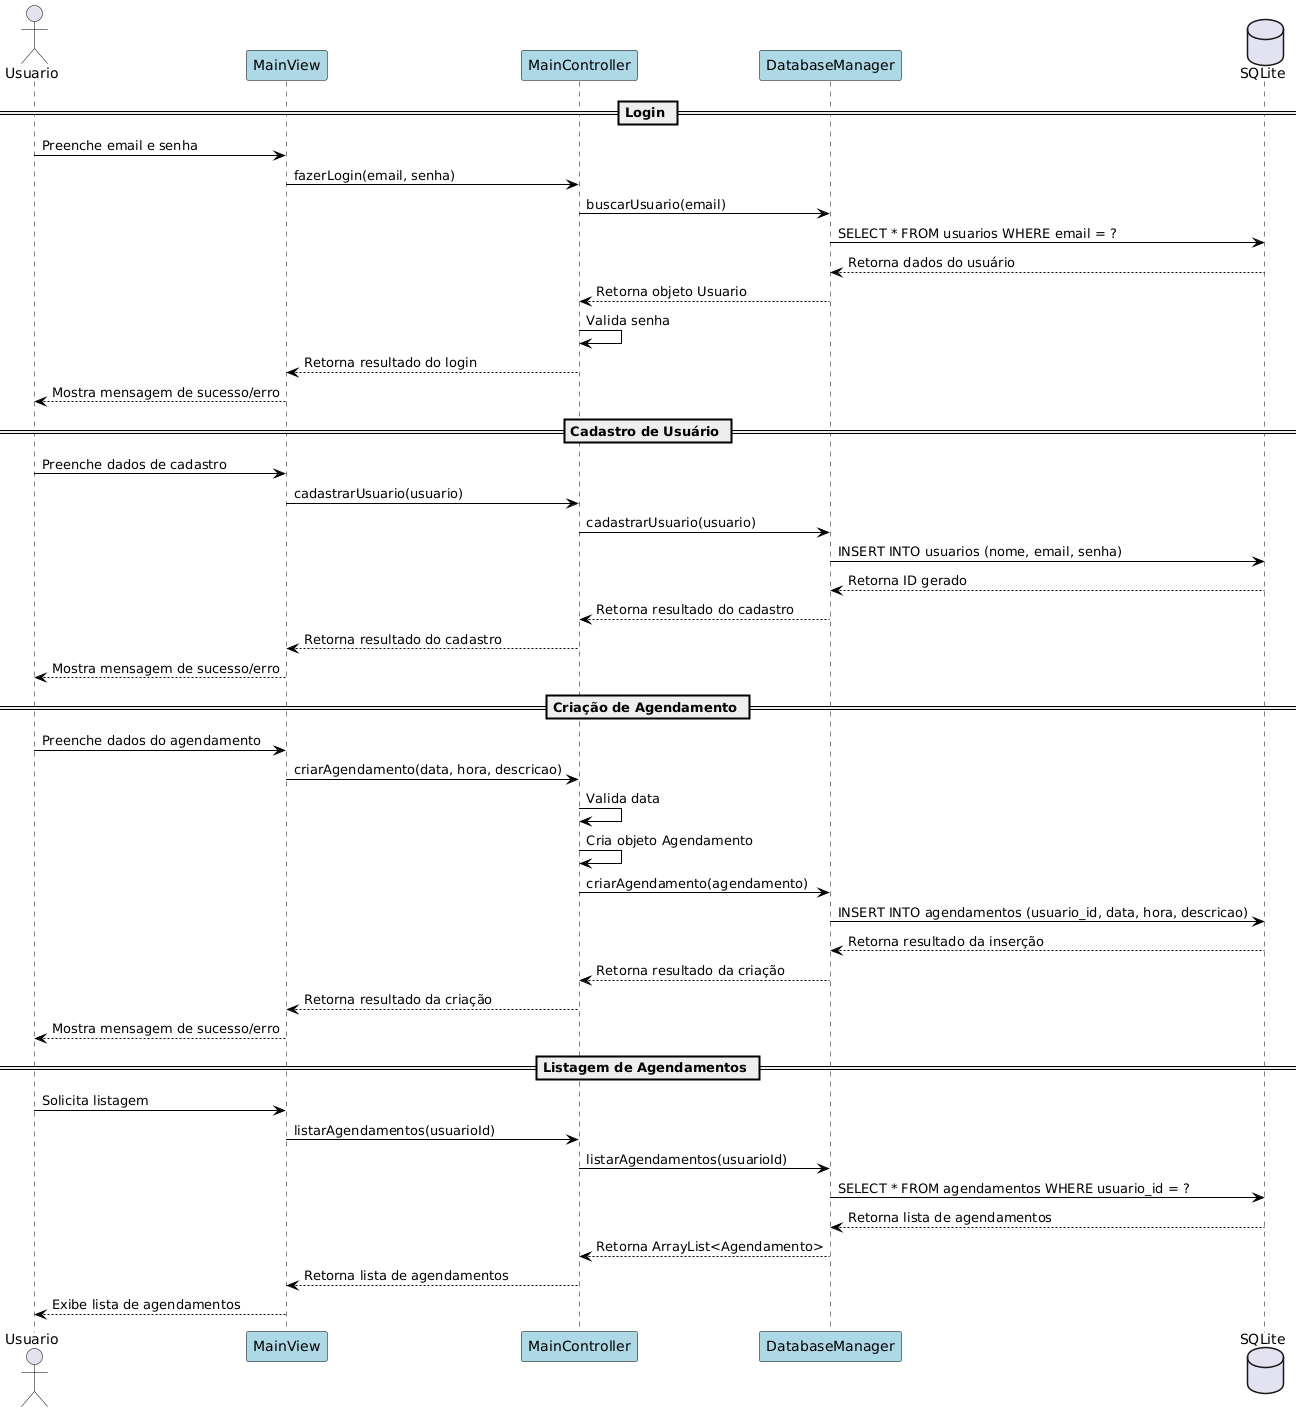 Usuario
MainView
MainController
DatabaseManager
SQLite
Login
Preenche email e senha
fazerLogin(email, senha)
buscarUsuario(email)
SELECT * FROM usuarios WHERE email = ?
Retorna dados do usuário
Retorna objeto Usuario
Valida senha
Retorna resultado do login
Mostra mensagem de sucesso/erro
Cadastro de Usuário
Preenche dados de cadastro
cadastrarUsuario(usuario)
cadastrarUsuario(usuario)
INSERT INTO usuarios (nome, email, senha)
Retorna ID gerado
Retorna resultado do cadastro
Retorna resultado do cadastro
Mostra mensagem de sucesso/erro
Criação de Agendamento
Preenche dados do agendamento
criarAgendamento(data, hora, descricao)
Valida data
Cria objeto Agendamento
criarAgendamento(agendamento)
INSERT INTO agendamentos (usuario_id, data, hora, descricao)
Retorna resultado da inserção
Retorna resultado da criação
Retorna resultado da criação
Mostra mensagem de sucesso/erro
Listagem de Agendamentos
Solicita listagem
listarAgendamentos(usuarioId)
listarAgendamentos(usuarioId)
SELECT * FROM agendamentos WHERE usuario_id = ?
Retorna lista de agendamentos
Retorna ArrayList<Agendamento>
Retorna lista de agendamentos
Exibe lista de agendamentos
Usuario
MainView
MainController
DatabaseManager
SQLite